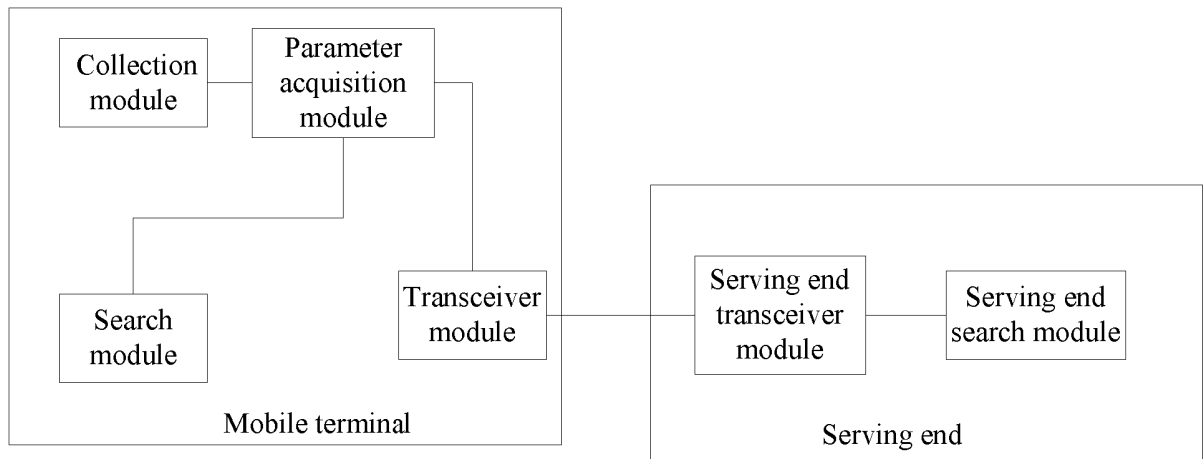 Collection
module
Parameter
acquisition
module
Search
module
Transceiver
module
Mobile terminal
Serving end
transceiver
module
Serving end
search module
Serving end